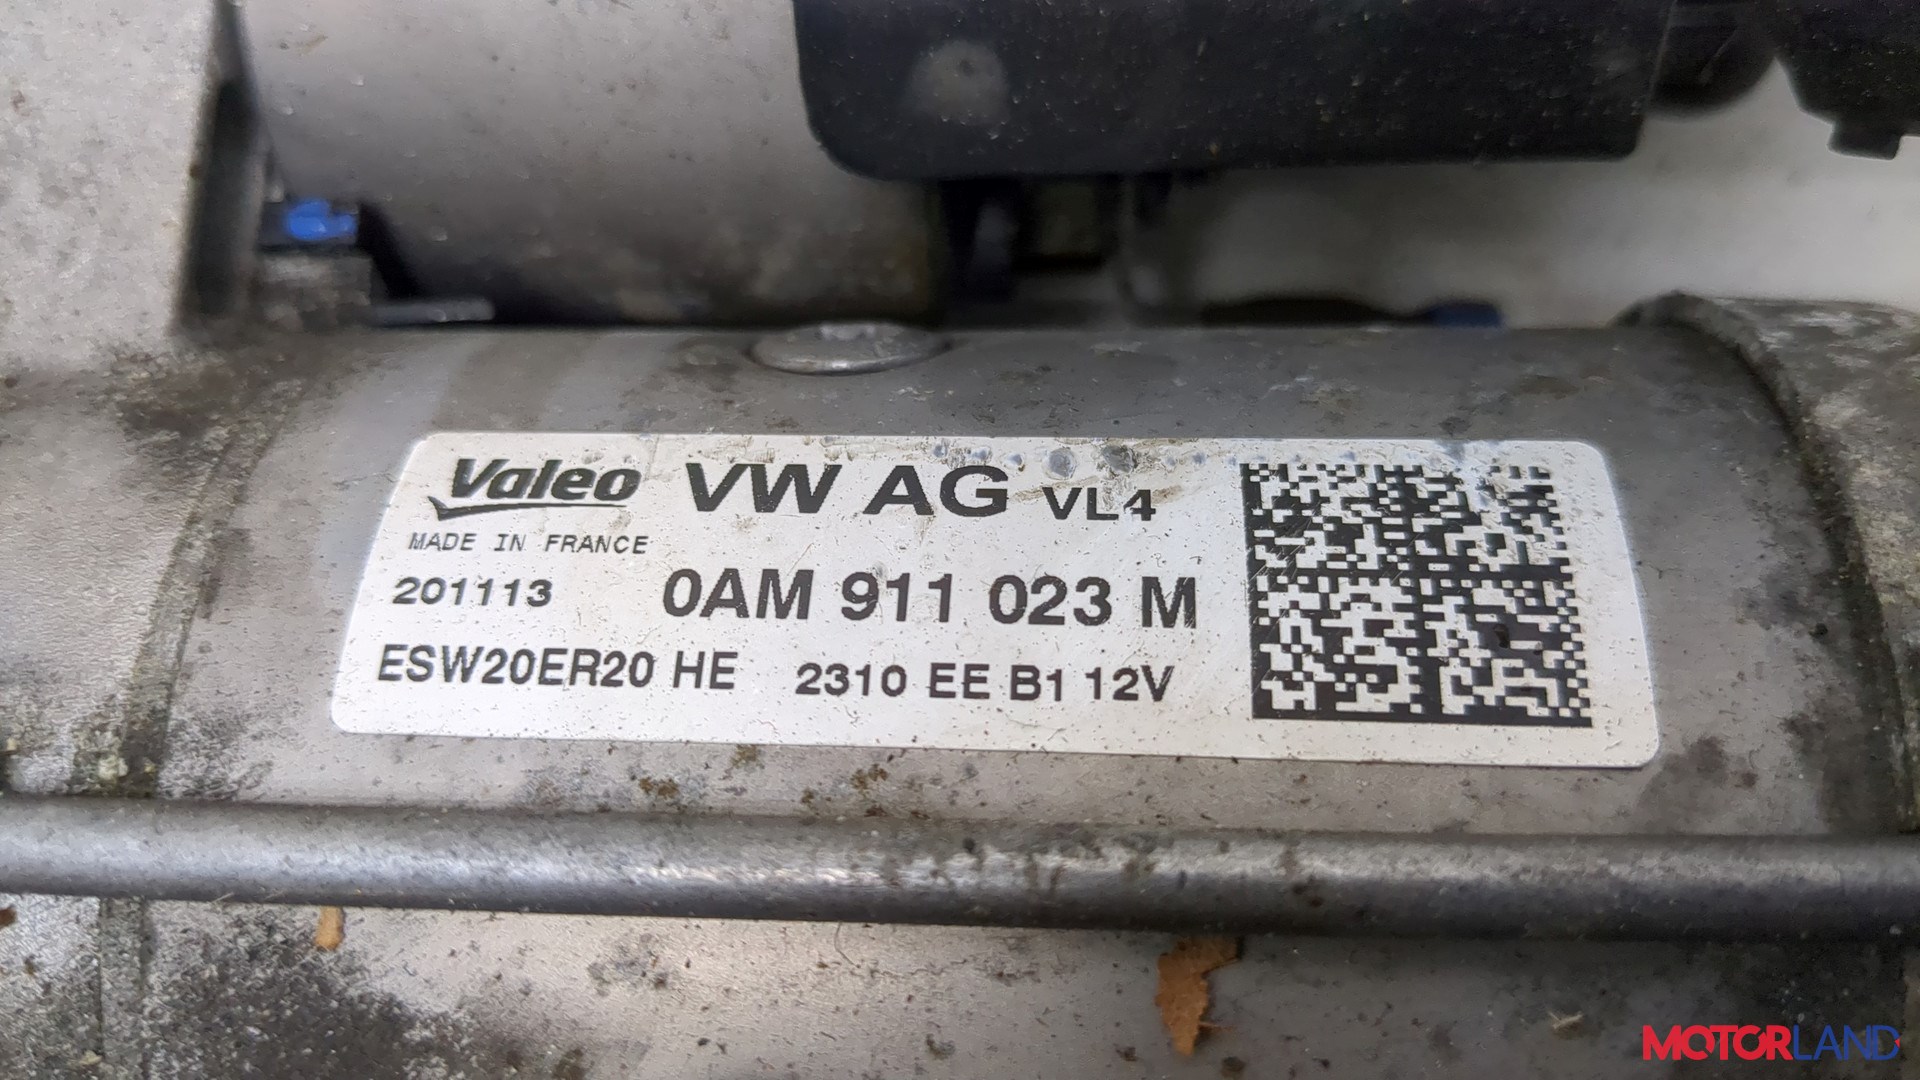 Valeo VW AG VL4
MADE IN FRANCE
201113 0AM 911 023 M
ESW20ER20 HE 2310 EE B1 12V
MOTORLAND